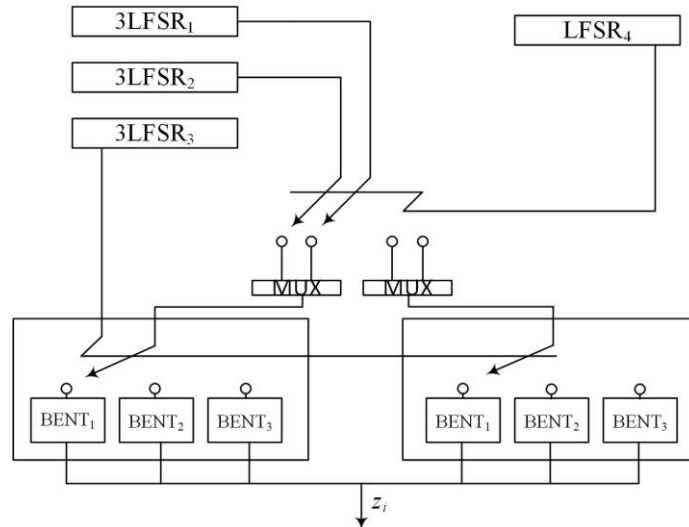 3LFSR₁
LFSR₄
3LFSR₂
3LFSR₃
MUX MUX
BENT₁ BENT₂ BENT₃ BENT₁ BENT₂ BENT₃
zᵢ